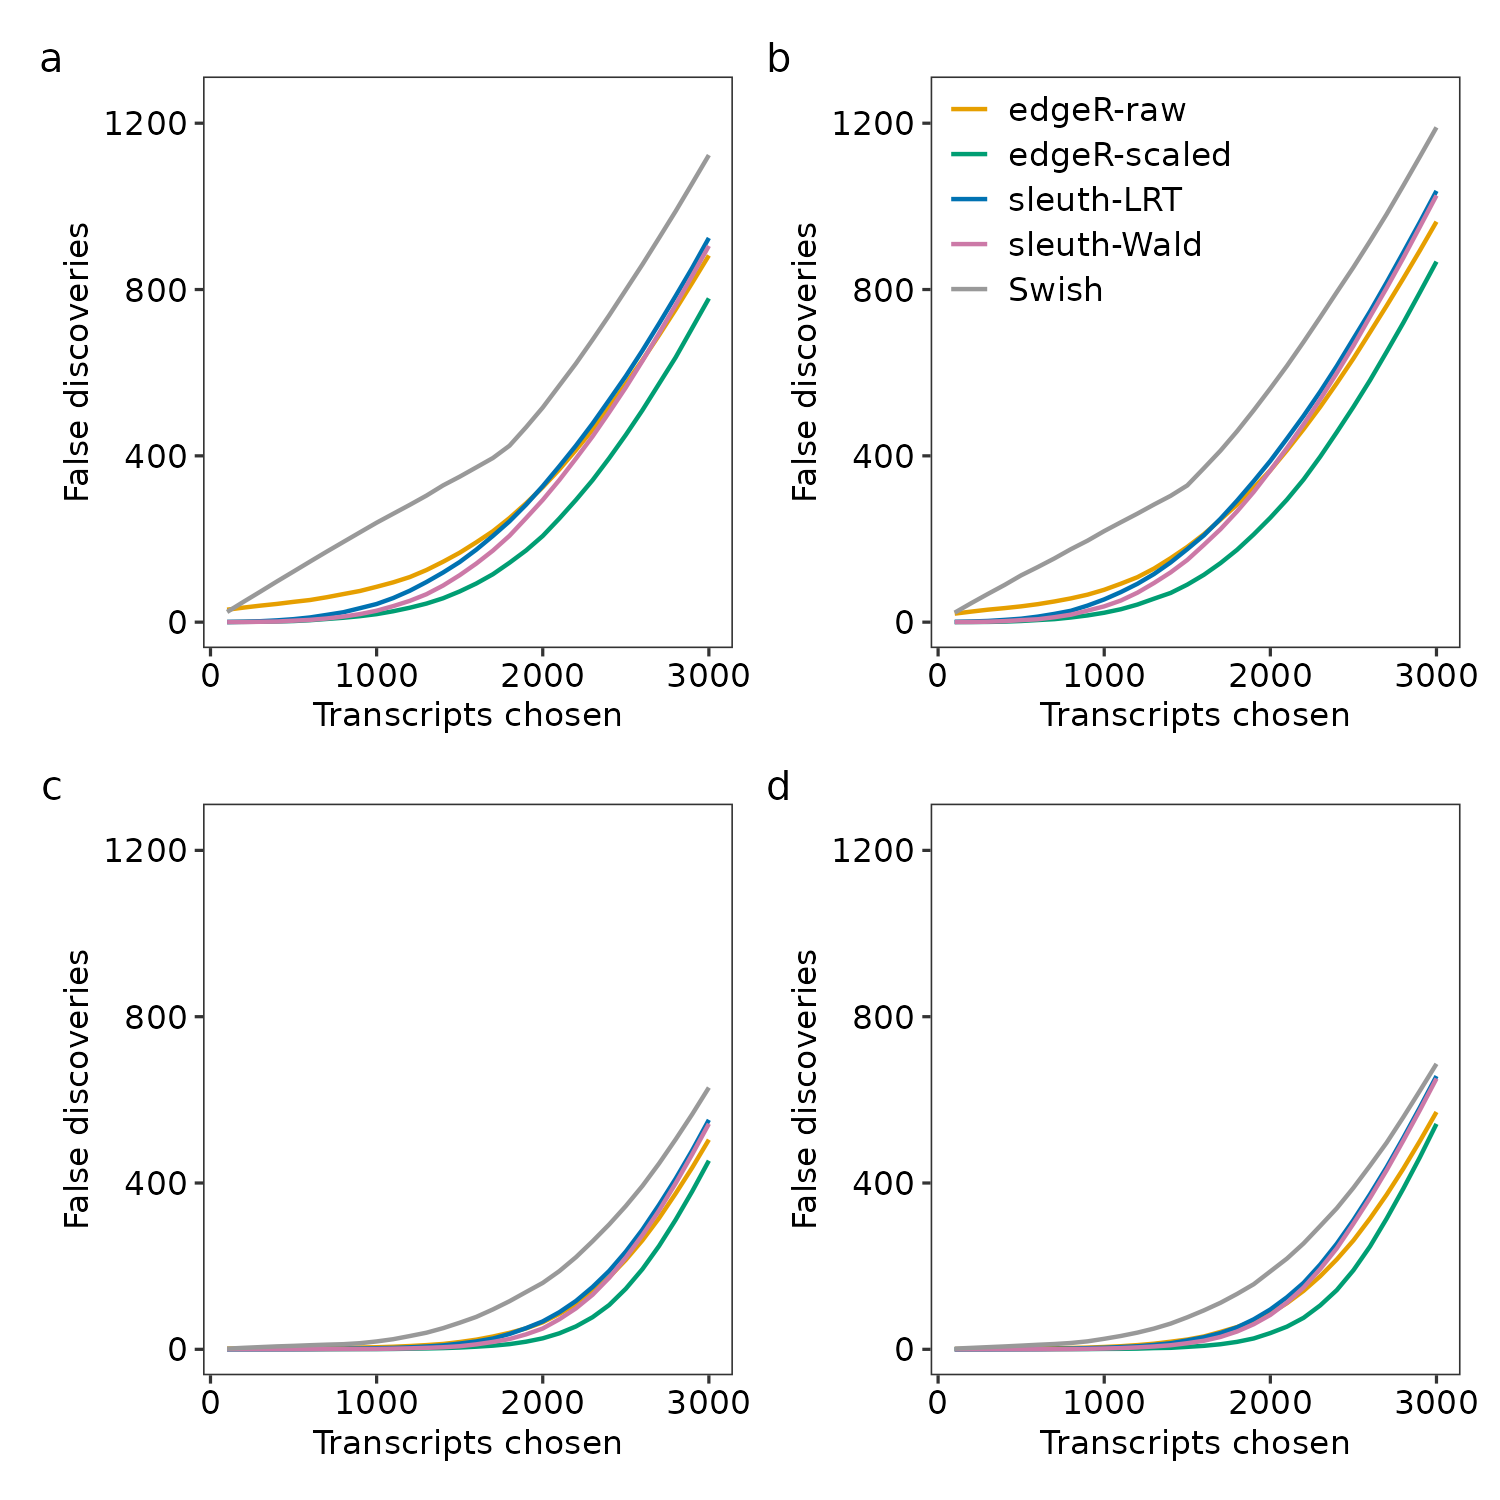 a
1200
800
400
0
False discoveries
0 1000 2000 3000
Transcripts chosen
b
1200
800
400
0
False discoveries
edgeR-raw
edgeR-scaled
sleuth-LRT
sleuth-Wald
Swish
0 1000 2000 3000
Transcripts chosen
c
1200
800
400
0
False discoveries
0 1000 2000 3000
Transcripts chosen
d
1200
800
400
0
False discoveries
0 1000 2000 3000
Transcripts chosen